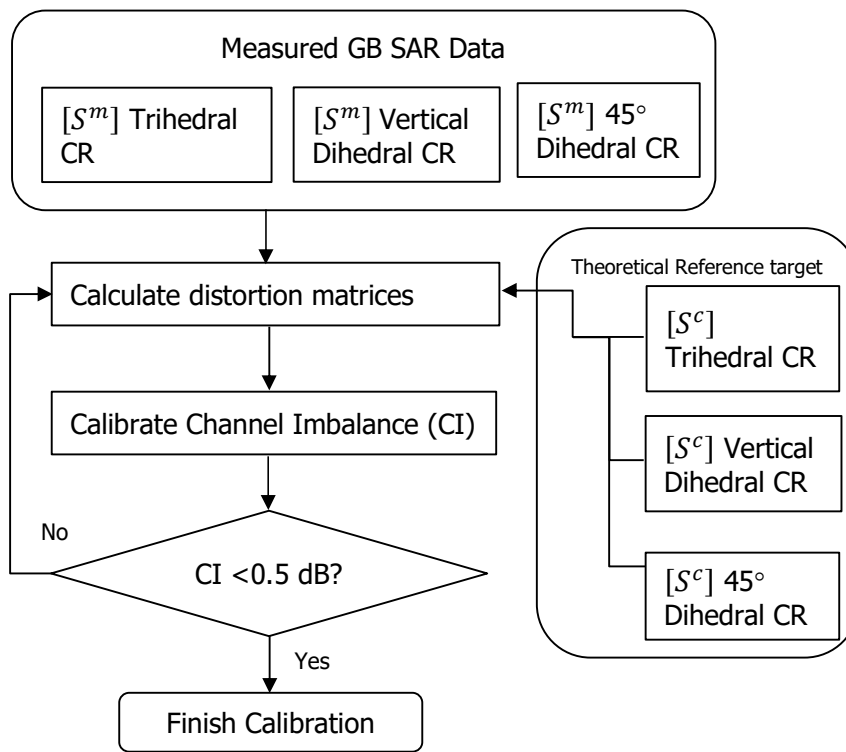 Measured GB SAR Data
[S^m] Trihedral
CR
[S^m] Vertical
Dihedral CR
[S^m] 45°
Dihedral CR
Theoretical Reference target
Calculate distortion matrices
[S^c]
Trihedral CR
Calibrate Channel Imbalance (CI)
[S^c] Vertical
Dihedral CR
No
CI <0.5 dB?
[S^c] 45°
Dihedral CR
Yes
Finish Calibration